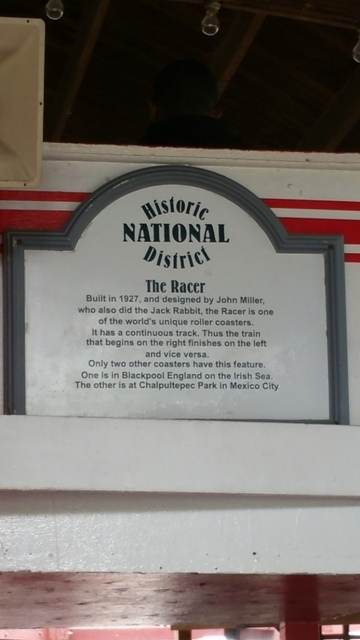 Historic
NATIONAL
District
The Racer
Built in 1927, and designed by John Miller,
who also did the Jack Rabbit, the Racer is one
of the world's unique roller coasters.
It has a continuous track. Thus the train
that begins on the right finishes on the left
and vice versa.
Only two other coasters have this feature.
One is in Blackpool England on the Irish Sea.
The other is at Chalpultepec Park in Mexico City